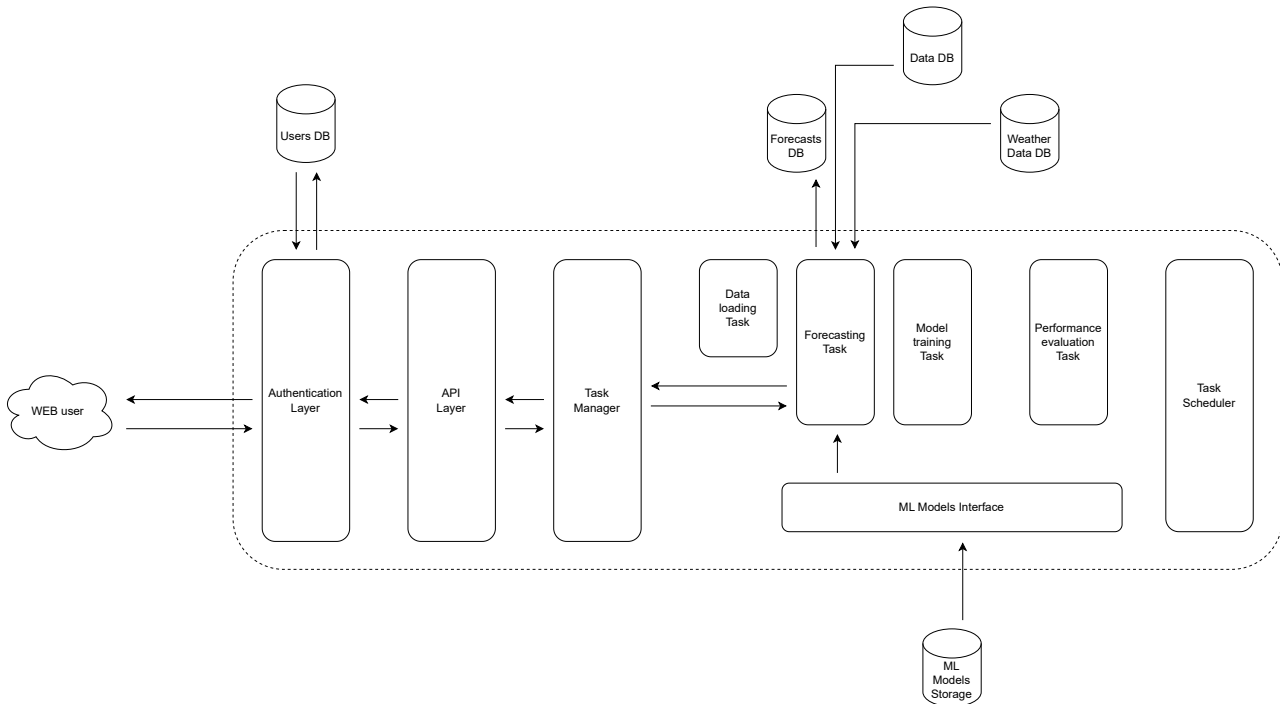 Data DB
Users DB
Forecasts
DB
Weather
Data DB
Data
loading
Task
Forecasting
Task
Model
training
Task
Performance
evaluation
Task
WEB user
Authentication
Layer
API
Layer
Task
Manager
Task
Scheduler
ML Models Interface
ML
Models
Storage